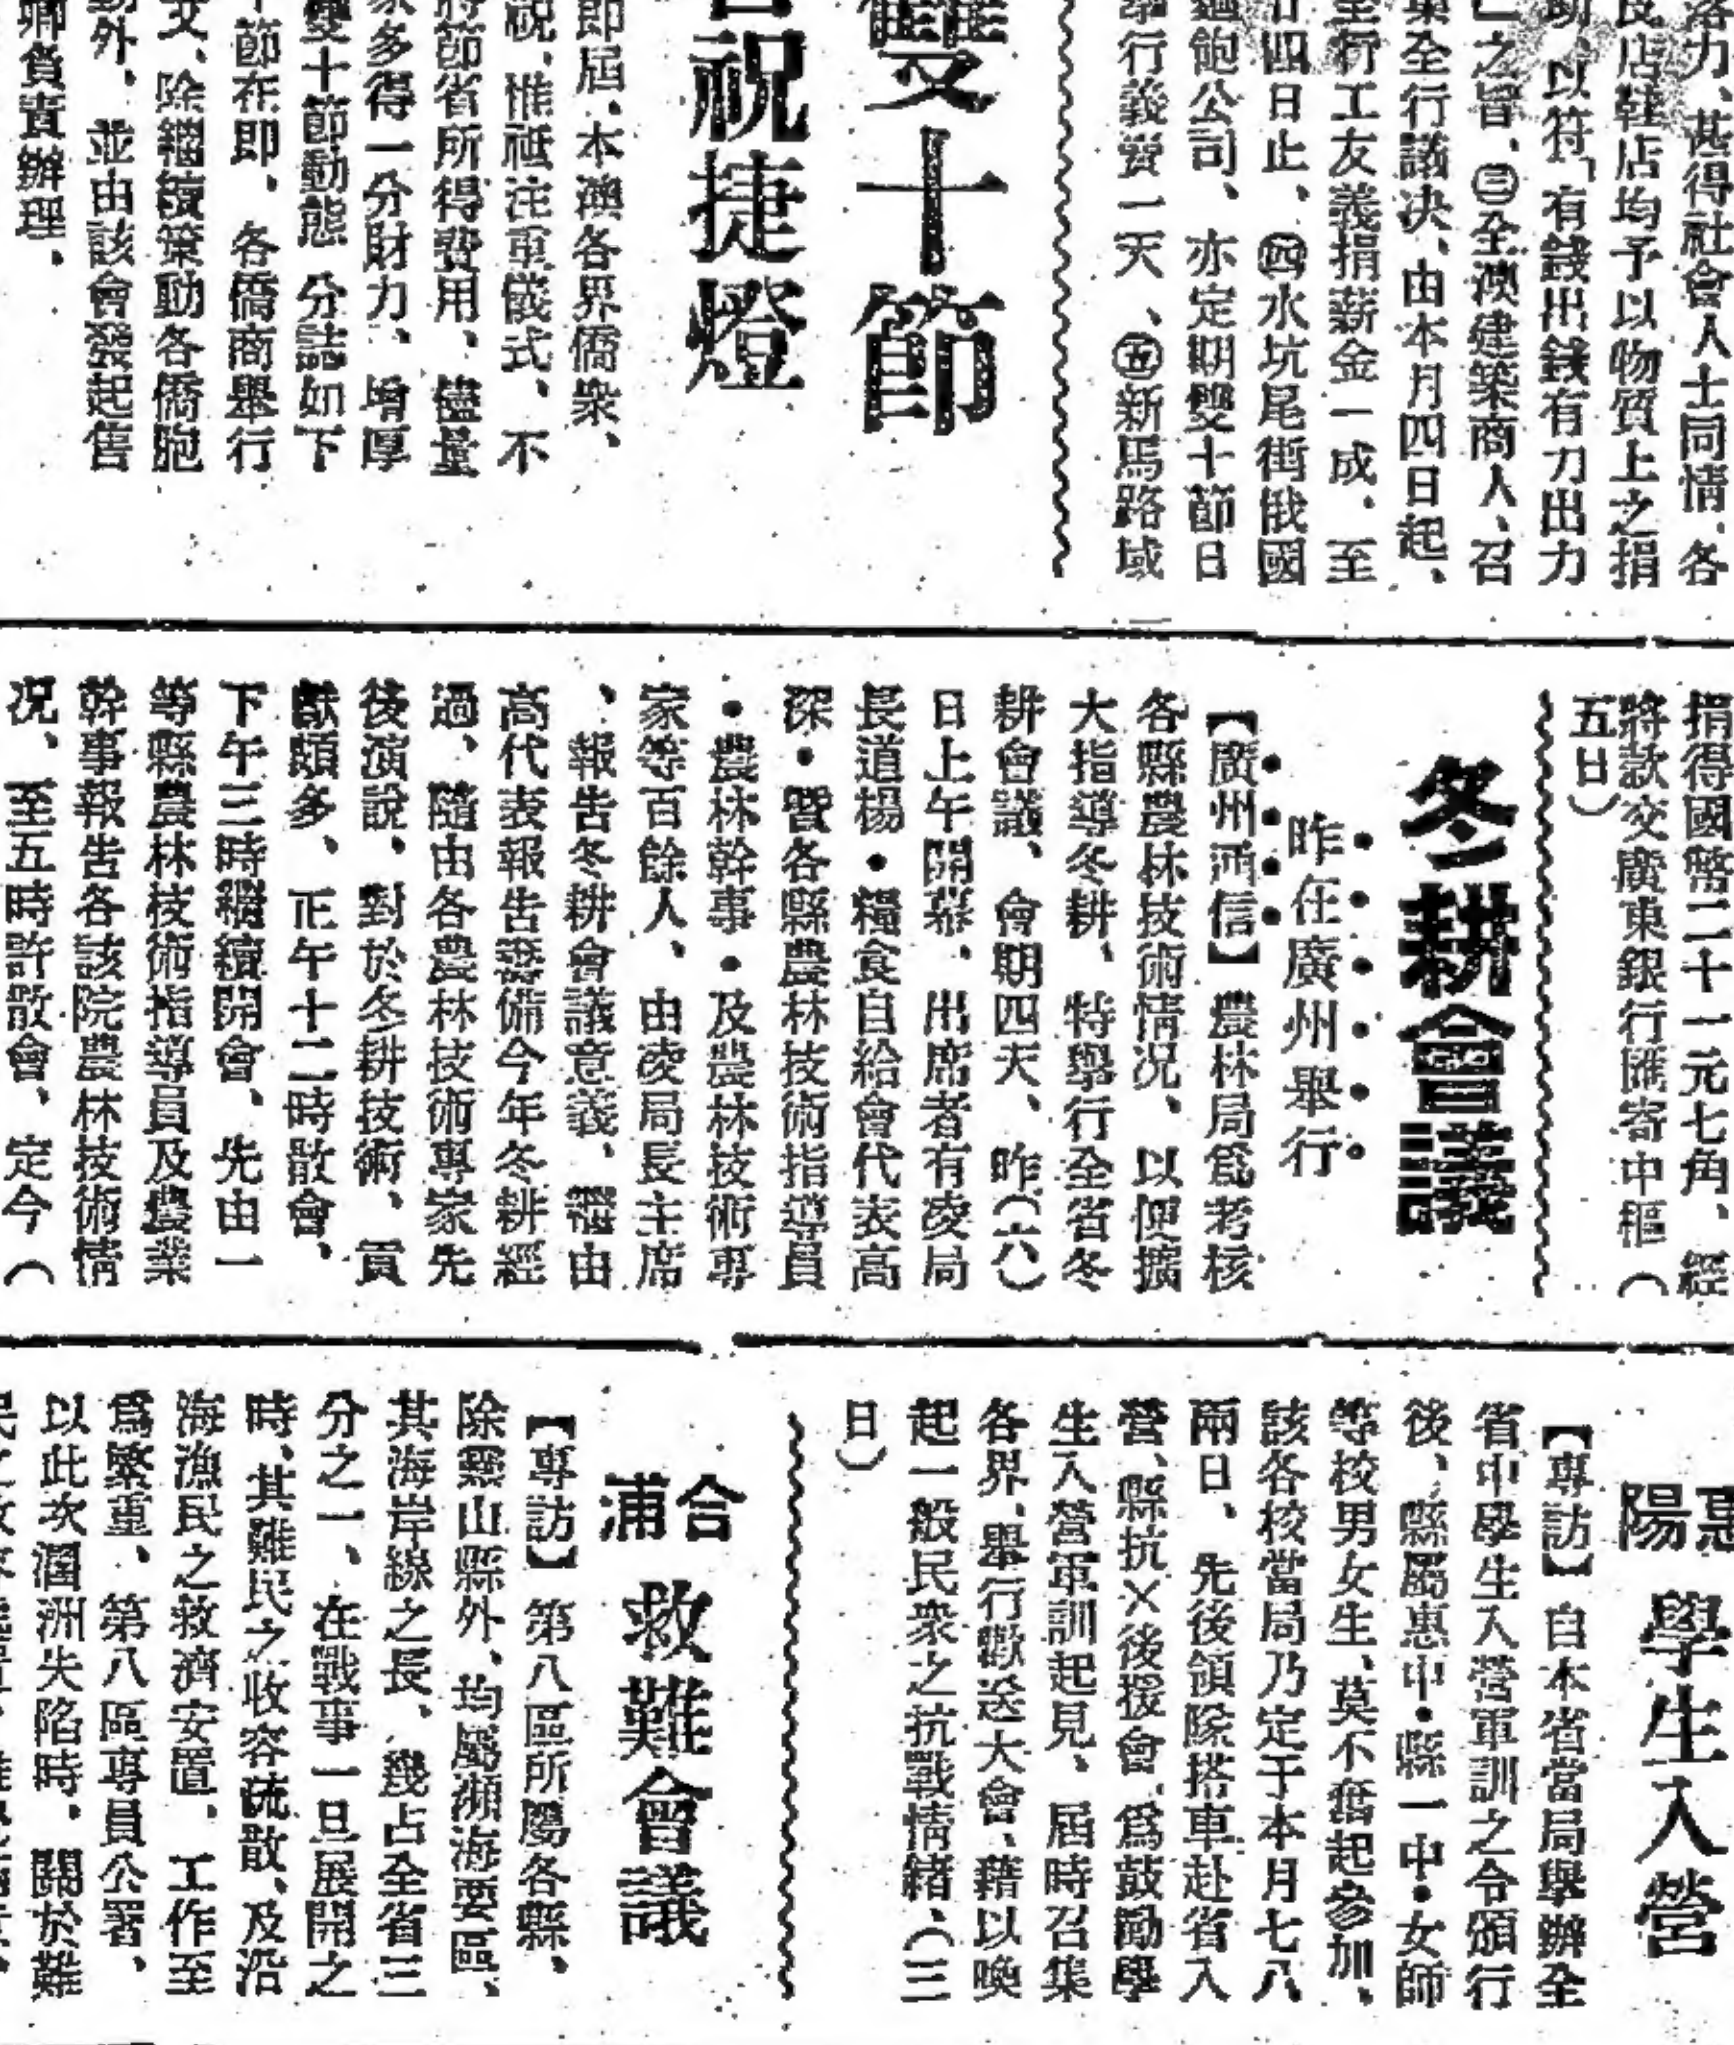 落力、甚得社會人士同情、各
店鞋店均予以物質上之捐
助、以符「有錢出錢有力出力
之旨、㊂全澳建築商人、召
集全行議决、由本月四日起、
全行工友義捐薪金一成、至
廿四日止、㊃水坑尾街俄國
麵飽公司、亦定期雙十節日
舉行義賣一天、㊄新馬路域
雙十節
祝捷燈
即屆、本澳各界僑衆、
祝、惟祗注重儀式、不
將節省所得費用、儘量
多得一分財力、增厚
雙十節動態 分誌如下
節在即、各僑商舉行
文、除繼續策動各僑胞
外、並由該會發起售
卿負責辦理、
捐得國幣二十一元七角、經
將款交廣東銀行匯寄中樞（
五日）
冬耕會議
昨在廣州舉行
【廣州通信】農林局爲考核
各縣農林技術情况、以便擴
大指導冬耕、特舉行全省冬
耕會議、會期四天、昨（六）
日上午開幕、出席者有凌局
長道楊・糧食自給會代表高
深・暨各縣農林技術指導員
・農林幹事・及農林技術專
家等百餘人、由凌局長主席
、報告冬耕會議意義、繼由
高代表報告籌備今年冬耕經
過、隨由各農林技術專家先
後演說、對於冬耕技術、貢
獻頗多、正午十二時散會、
下午三時繼續開會、先由一
等縣農林技術指導員及農業
幹事報告各該院農林技術情
况、至五時許散會、定今（
惠陽
學生入營
【專訪】自本省當局舉辦全
省中學生入營軍訓之令頒行
後、縣屬惠中・縣一中・女師
等校男女生、莫不奮起參加、
該各校當局乃定于本月七八
兩日、先後領隊搭車赴省入
營、縣抗×後援會、爲鼓勵學
生入營軍訓起見、屆時召集
各界、舉行歡送大會、藉以喚
起一般民衆之抗戰情緒、（三
日）
合浦
救難會議
【專訪】第八區所屬各縣、
除靈山縣外、均屬瀕海要區、
其海岸綫之長、幾占全省三
分之一、在戰事一旦展開之
時、其難民之收容疏散、及沿
海漁民之救濟安置、工作至
爲繁重、第八區專員公署、
以此次潿洲失陷時、關於難